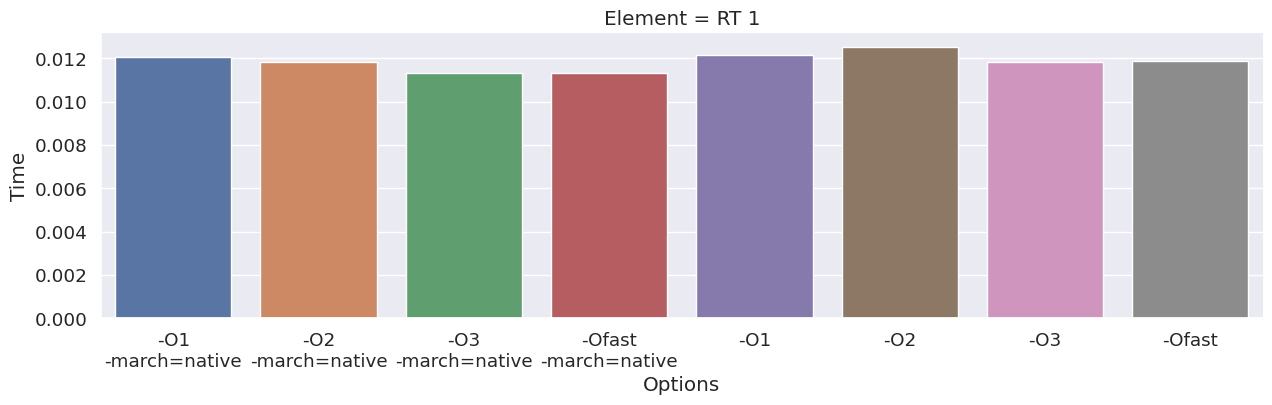 Element = RT 1
Time
0.012
0.010
0.008
0.006
0.004
0.002
0.000
-O1 -O2 -O3 -Ofast -O1 -O2 -O3 -Ofast
-march=native -march=native -march=native -march=native
Options